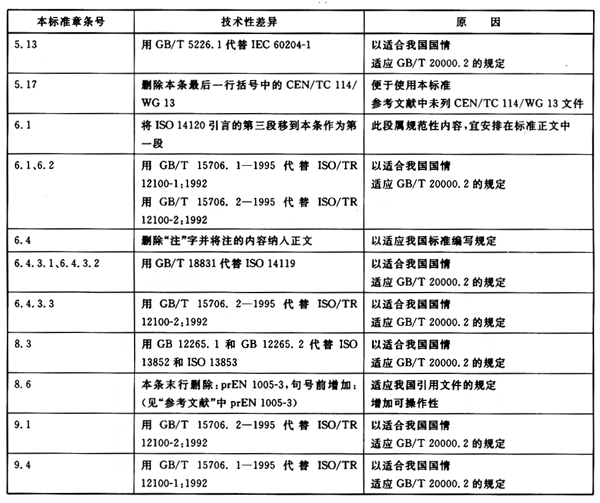 本标准章条号 技术性差异 原 因
5.13 用 GB/T 5226.1 代替 IEC 60204-1 以适合我国国情
适应 GB/T 20000.2 的规定
5.17 删除本条最后一行括号中的 CEN/TC 114/ 便于使用本标准
WG 13 参考文献中未列 CEN/TC 114/WG 13 文件
6.1 将 ISO 14120 引言的第三段移到本条作为第 此段属规范性内容,宜安排在标准正文中
一段
6.1、6.2 用 GB/T 15706.1—1995 代替 ISO/TR 以适合我国国情
12100-1:1992 适应 GB/T 20000.2 的规定
用 GB/T 15706.2—1995 代替 ISO/TR
12100-2:1992
6.4 删除“注”字并将注的内容纳入正文 以适应我国标准编写规定
6.4.3.1、6.4.3.2 用 GB/T 18831 代替 ISO 14119 以适合我国国情
适应 GB/T 20000.2 的规定
6.4.3.3 用 GB/T 15706.2—1995 代替 ISO/TR 以适合我国国情
12100-2:1992 适应 GB/T 20000.2 的规定
8.3 用 GB 12265.1 和 GB 12265.2 代替 ISO 以适合我国国情
13852 和 ISO 13853 适应 GB/T 20000.2 的规定
8.6 本条末行删除:prEN 1005-3,句号前增加: 适应我国引用文件的规定
(见“参考文献”中 prEN 1005-3) 增加可操作性
9.1 用 GB/T 15706.2—1995 代替 ISO/TR 以适合我国国情
12100-2:1992 适应 GB/T 20000.2 的规定
9.4 用 GB/T 15706.1—1995 代替 ISO/TR 以适合我国国情
12100-1:1992 适应 GB/T 20000.2 的规定